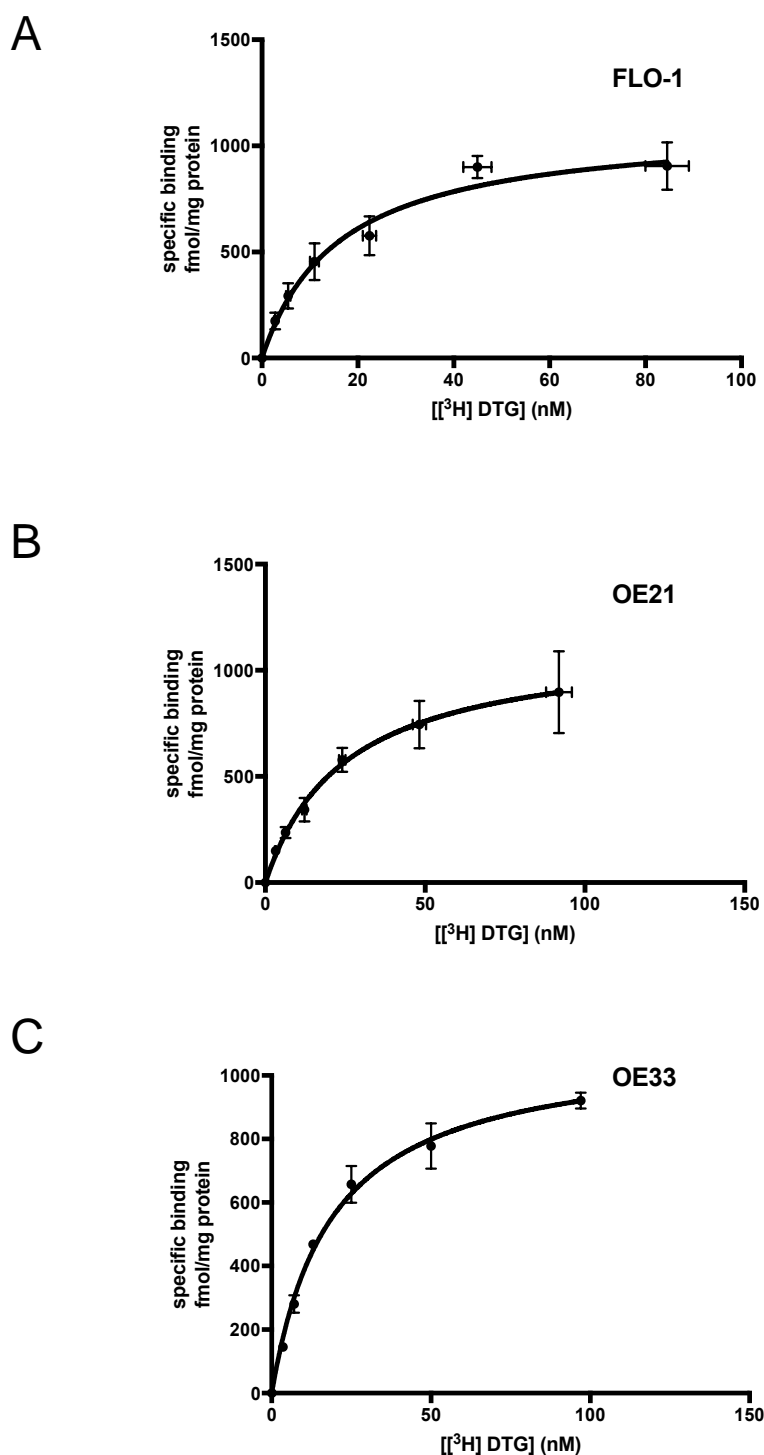 A
FLO-1
specific binding
fmol/mg protein
1500
1000
500
0
0 20 40 60 80 100
[[³H] DTG] (nM)
B
OE21
specific binding
fmol/mg protein
1500
1000
500
0
0 50 100 150
[[³H] DTG] (nM)
C
OE33
specific binding
fmol/mg protein
1000
800
600
400
200
0
0 50 100 150
[[³H] DTG] (nM)